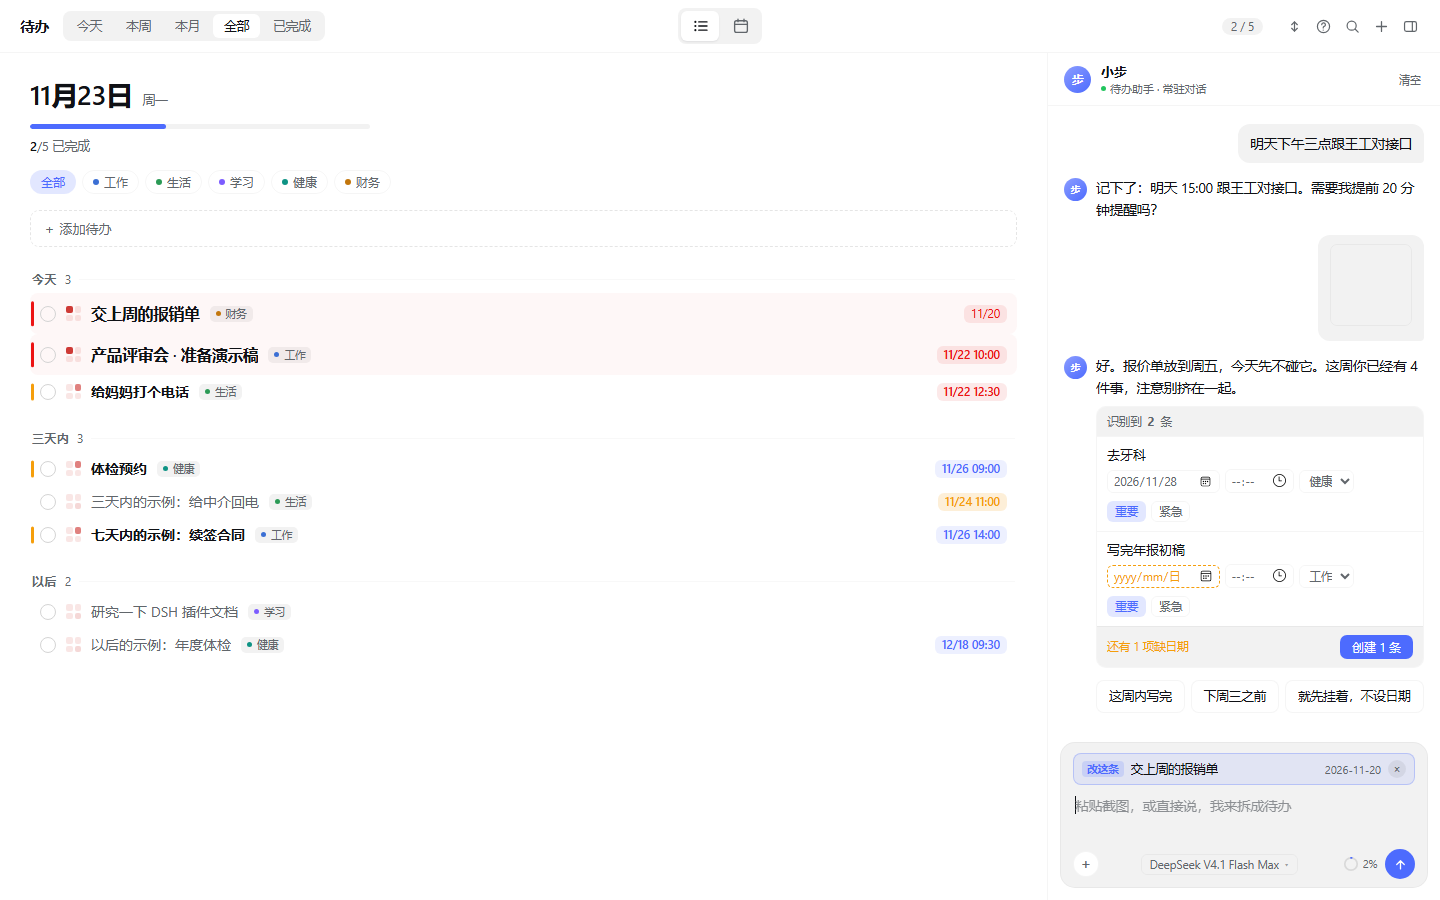 待办 今天 本周 本月 全部 已完成 2 / 5
11月23日 周一
2/5 已完成
全部 工作 生活 学习 健康 财务
+ 添加待办
今天 3
交上周的报销单 财务 11/20
产品评审会 · 准备演示稿 工作 11/22 10:00
给妈妈打个电话 生活 11/22 12:30
三天内 3
体检预约 健康 11/26 09:00
三天内的示例：给中介回电 生活 11/24 11:00
七天内的示例：续签合同 工作 11/26 14:00
以后 2
研究一下 DSH 插件文档 学习
以后的示例：年度体检 健康 12/18 09:30
步 小步
待办助手 · 常驻对话
清空
明天下午三点跟王工对接口
步 记下了：明天 15:00 跟王工对接口。需要我提前 20 分
钟提醒吗？
步 好。报价单放到周五，今天先不碰它。这周你已经有 4
件事，注意别挤在一起。
识别到 2 条
去牙科
2026/11/28 --:-- 健康
重要 紧急
写完年报初稿
yyyy/mm/日 --:-- 工作
重要 紧急
还有 1 项缺日期 创建 1 条
这周内写完 下周三之前 就先挂着，不设日期
改这条 交上周的报销单 2026-11-20 ×
粘贴截图，或直接说，我来拆成待办
+ DeepSeek V4.1 Flash Max 2%